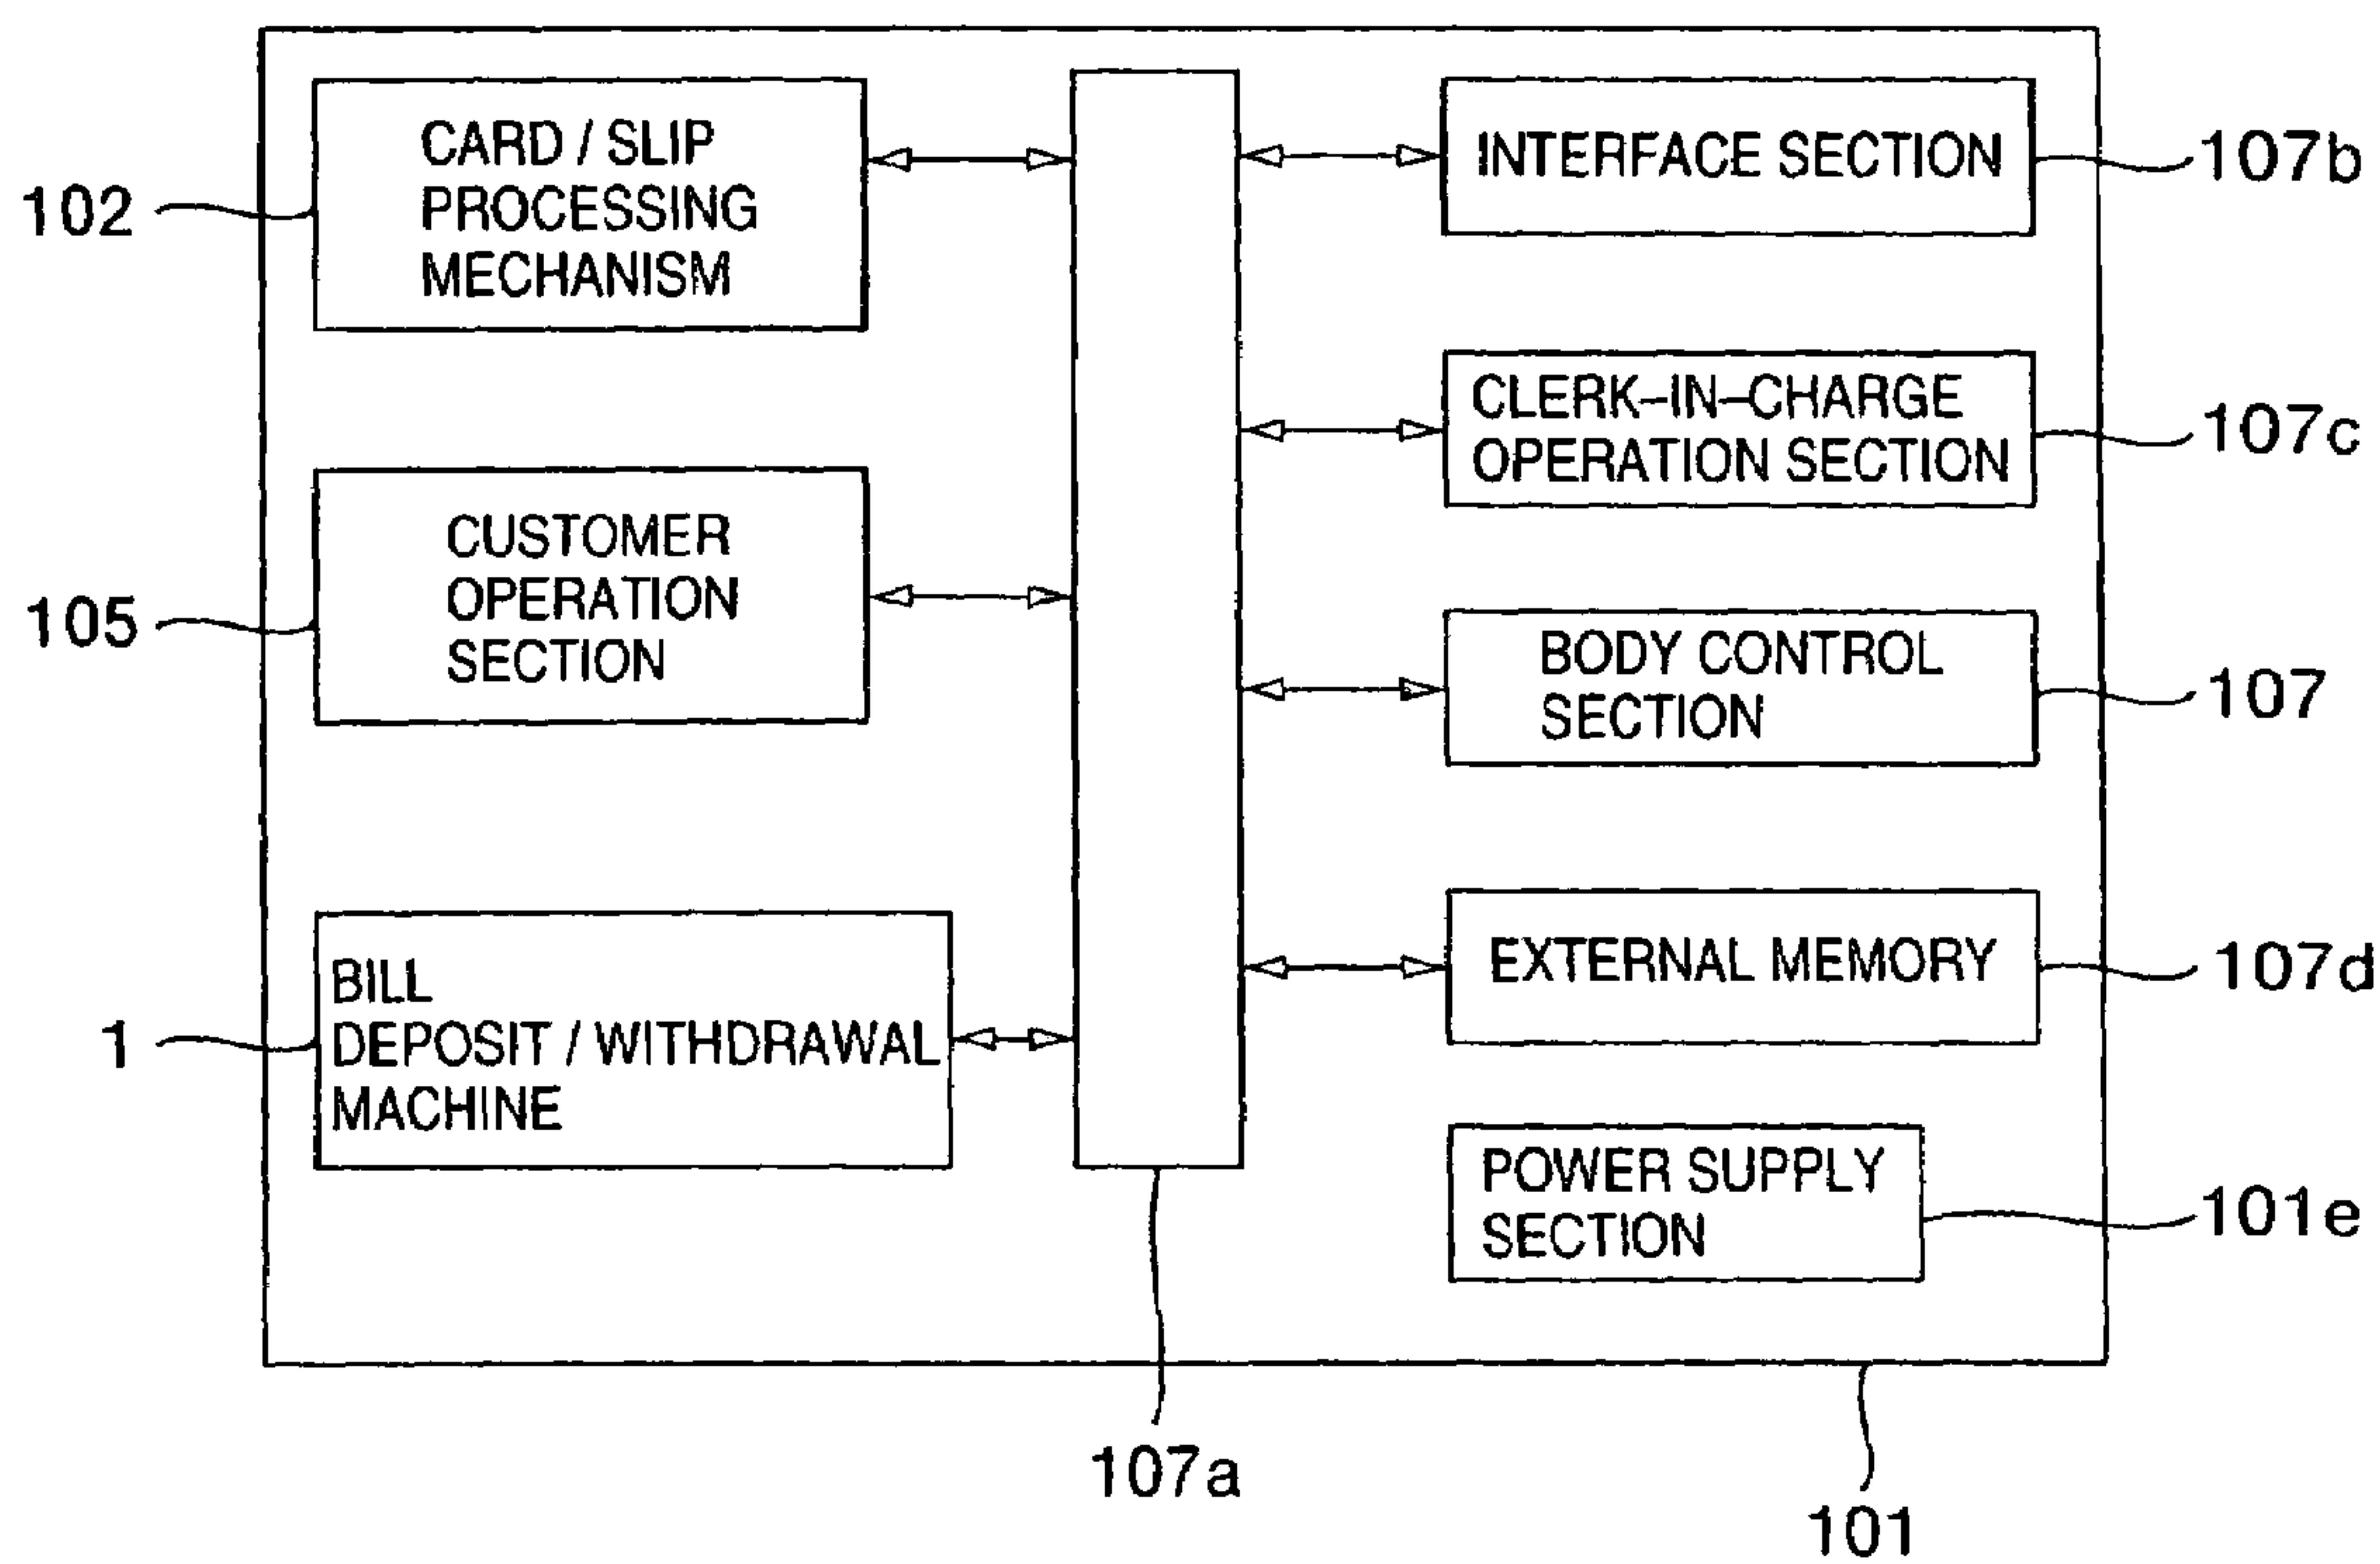 CARD / SLIP
PROCESSING
MECHANISM
102
CUSTOMER
OPERATION
SECTION
105
BILL
DEPOSIT / WITHDRAWAL
MACHINE
1
INTERFACE SECTION
107b
CLERK-IN-CHARGE
OPERATION SECTION
107c
BODY CONTROL
SECTION
107
EXTERNAL MEMORY
107d
POWER SUPPLY
SECTION
101e
107a
101